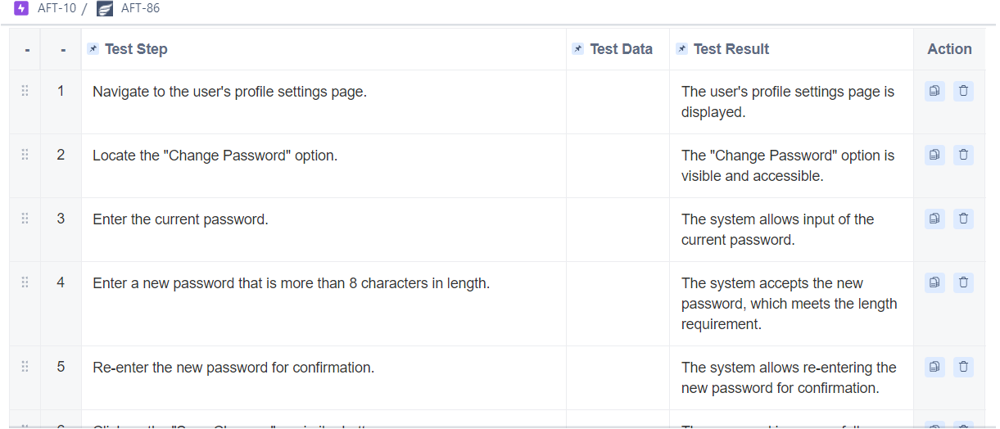 AFT-10 / AFT-86
- - Test Step Test Data Test Result Action
1 Navigate to the user's profile settings page. The user's profile settings page is
displayed.
2 Locate the "Change Password" option. The "Change Password" option is
visible and accessible.
3 Enter the current password. The system allows input of the
current password.
4 Enter a new password that is more than 8 characters in length. The system accepts the new
password, which meets the length
requirement.
5 Re-enter the new password for confirmation. The system allows re-entering the
new password for confirmation.